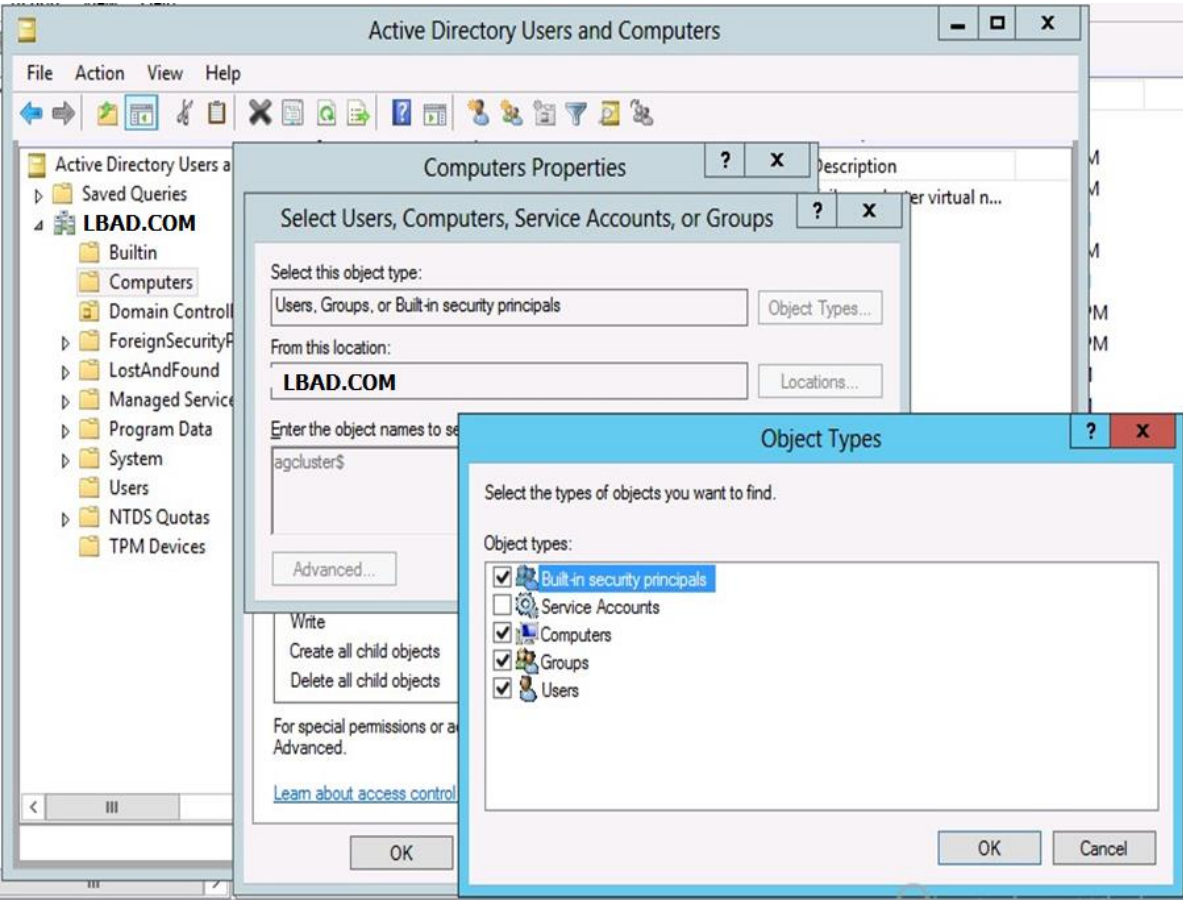 Active Directory Users and Computers
File Action View Help
Active Directory Users a
Saved Queries
LBAD.COM
Builtin
Computers
Domain Controll
ForeignSecurityP
LostAndFound
Managed Service
Program Data
System
Users
NTDS Quotas
TPM Devices
Description
er virtual n...
Computers Properties
Select Users, Computers, Service Accounts, or Groups
Select this object type:
Users, Groups, or Built-in security principals
Object Types...
From this location:
LBAD.COM
Locations...
Enter the object names to se
agcluster$
Advanced...
Write
Create all child objects
Delete all child objects
For special permissions or a
Advanced.
Learn about access control
OK
Object Types
Select the types of objects you want to find.
Object types:
Built-in security principals
Service Accounts
Computers
Groups
Users
OK Cancel